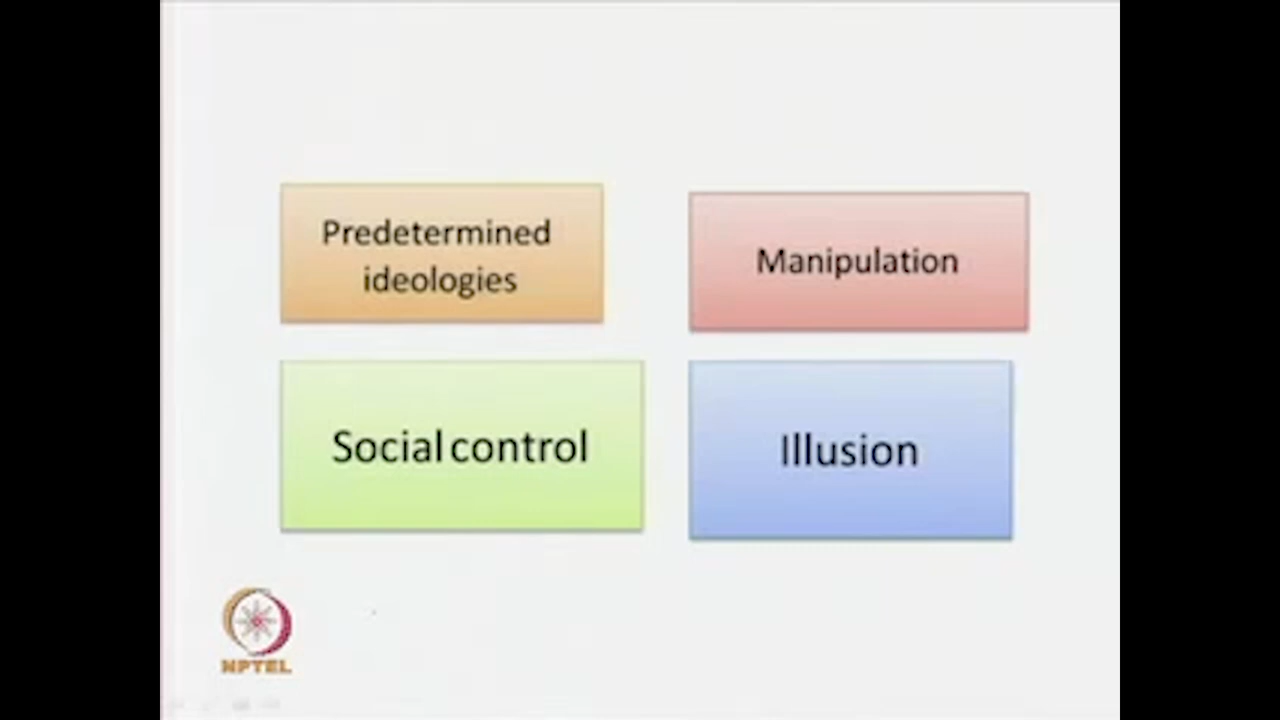 Predetermined
ideologies
Manipulation
Social control
Illusion
NPTEL